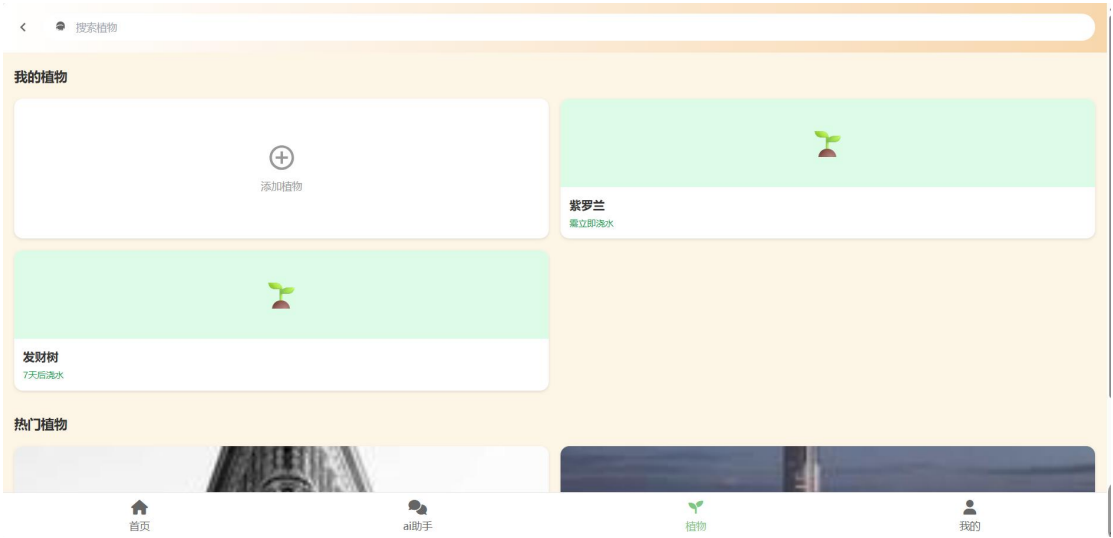 搜索植物
我的植物
添加植物
紫罗兰
需立即浇水
发财树
7天后浇水
热门植物
首页
ai助手
植物
我的